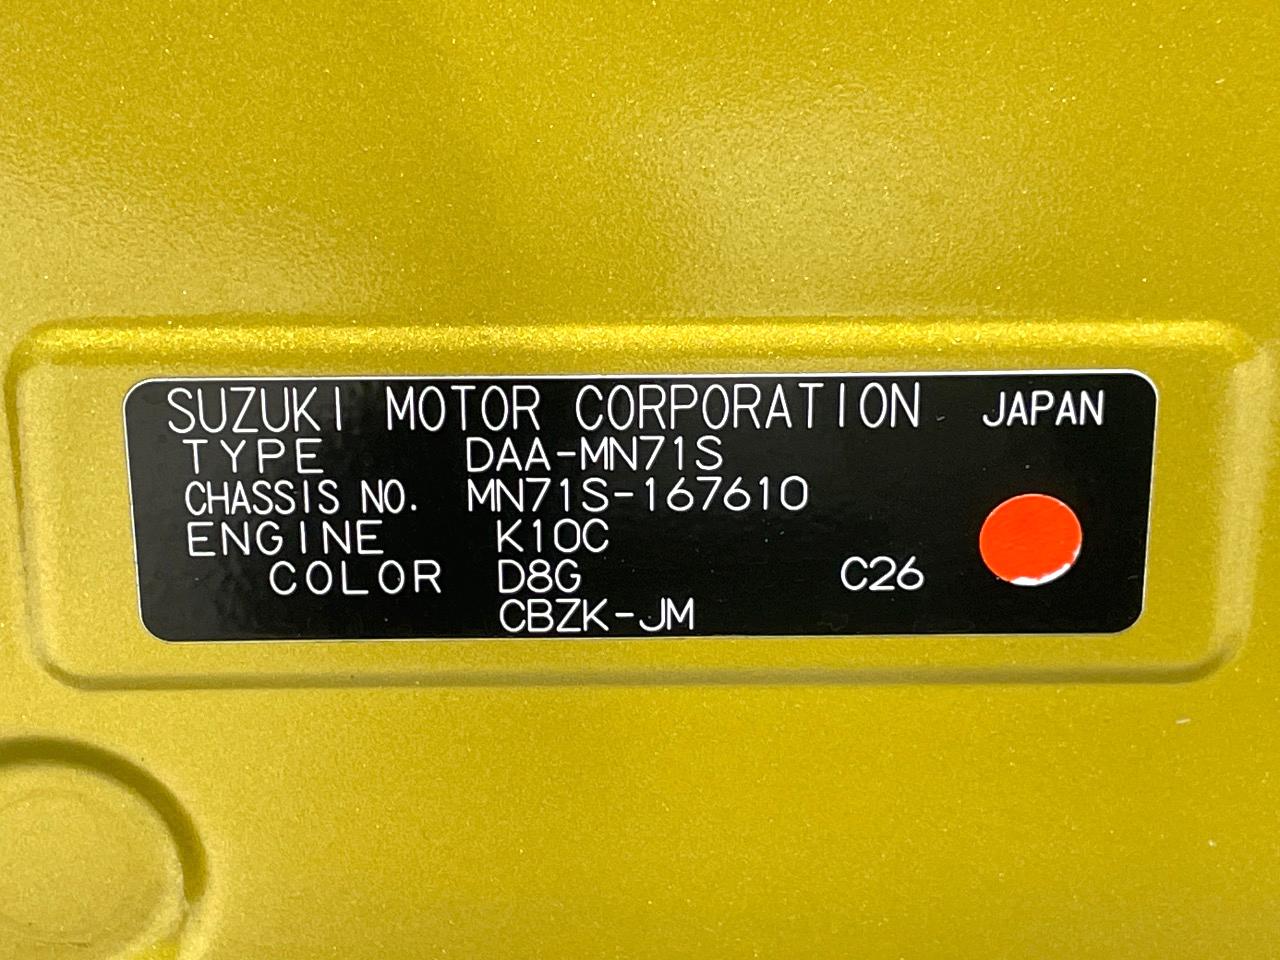 SUZUKI MOTOR CORPORATION JAPAN
TYPE DAA-MN71S
CHASSIS NO. MN71S-167610
ENGINE K10C
COLOR D8G C26
CBZK-JM